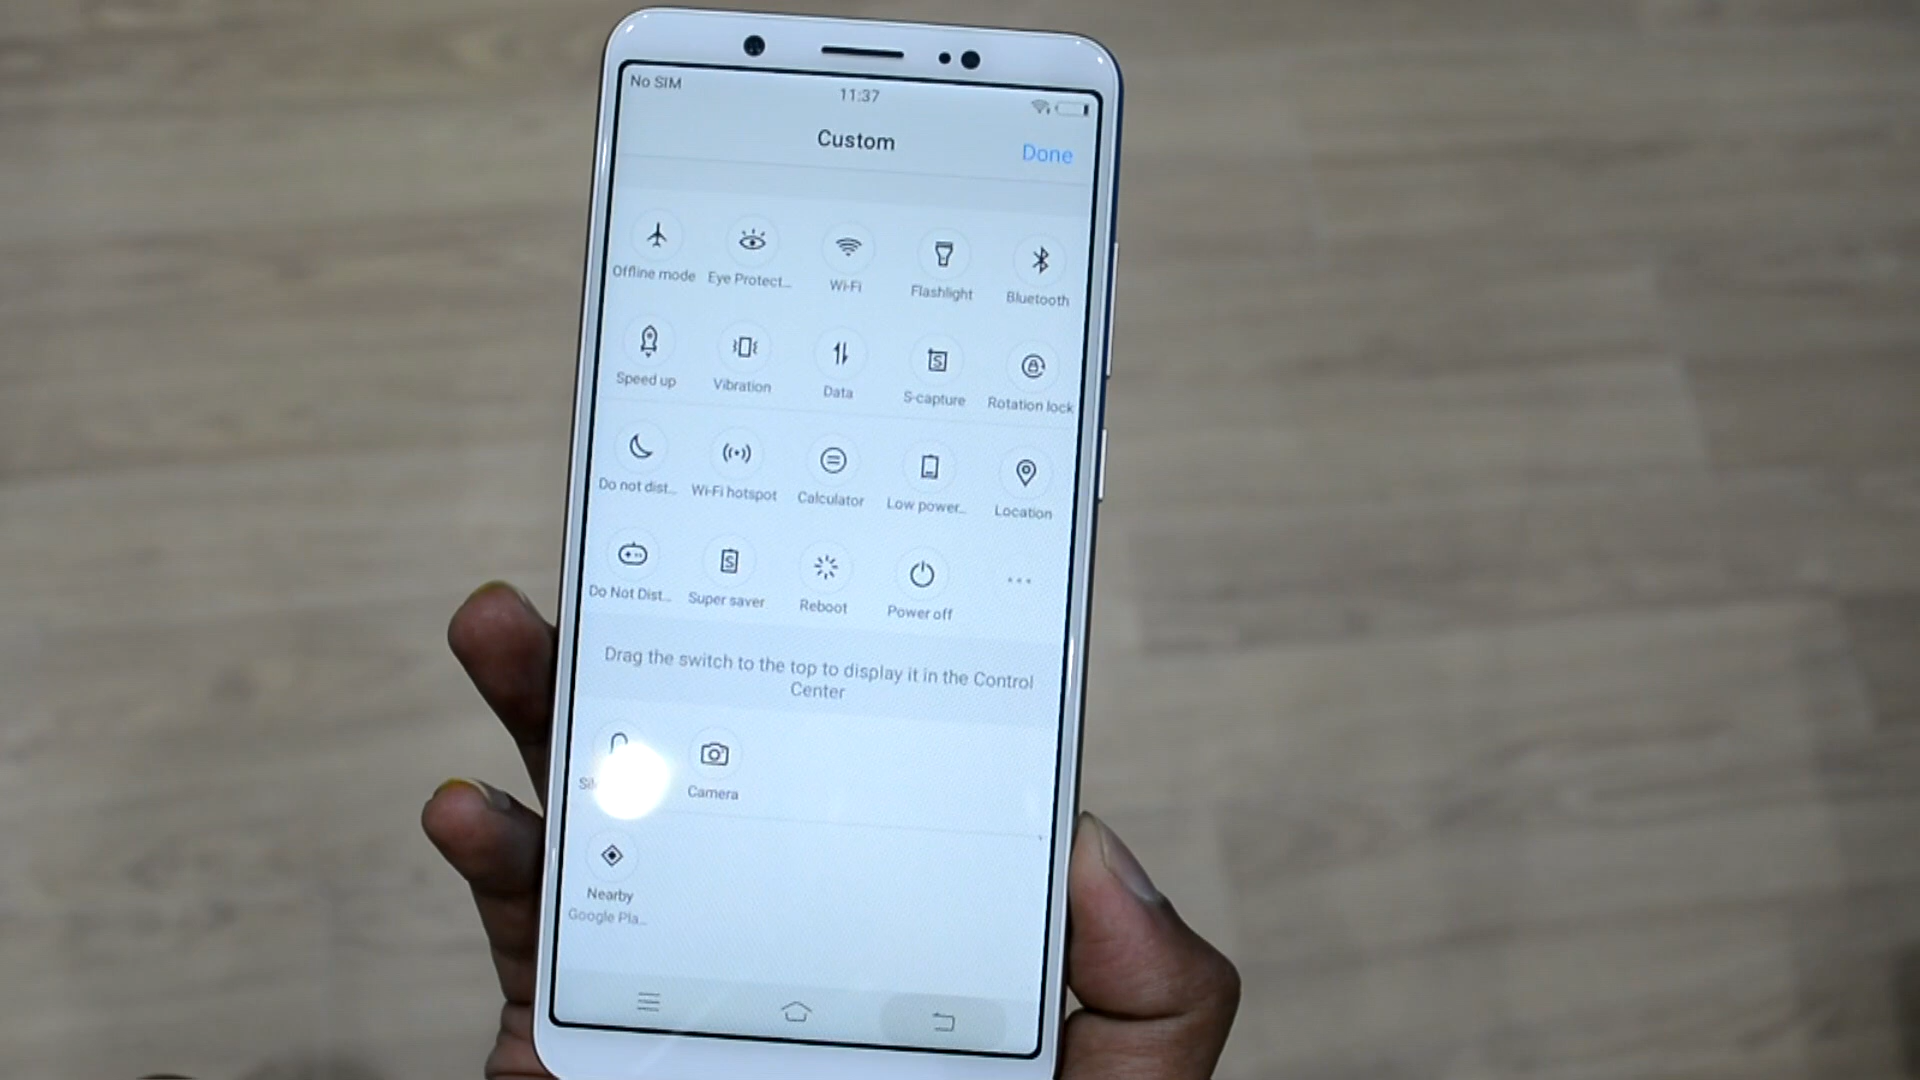 No SIM
11:37
Custom
Done
Offline mode
Eye Protect...
Wi-Fi
Flashlight
Bluetooth
Speed up
Vibration
Data
S-capture
Rotation lock
Do not dist...
Wi-Fi hotspot
Calculator
Low power...
Location
Do Not Dist...
Super saver
Reboot
Power off
Drag the switch to the top to display it in the Control
Center
Camera
Nearby
Google Pla...